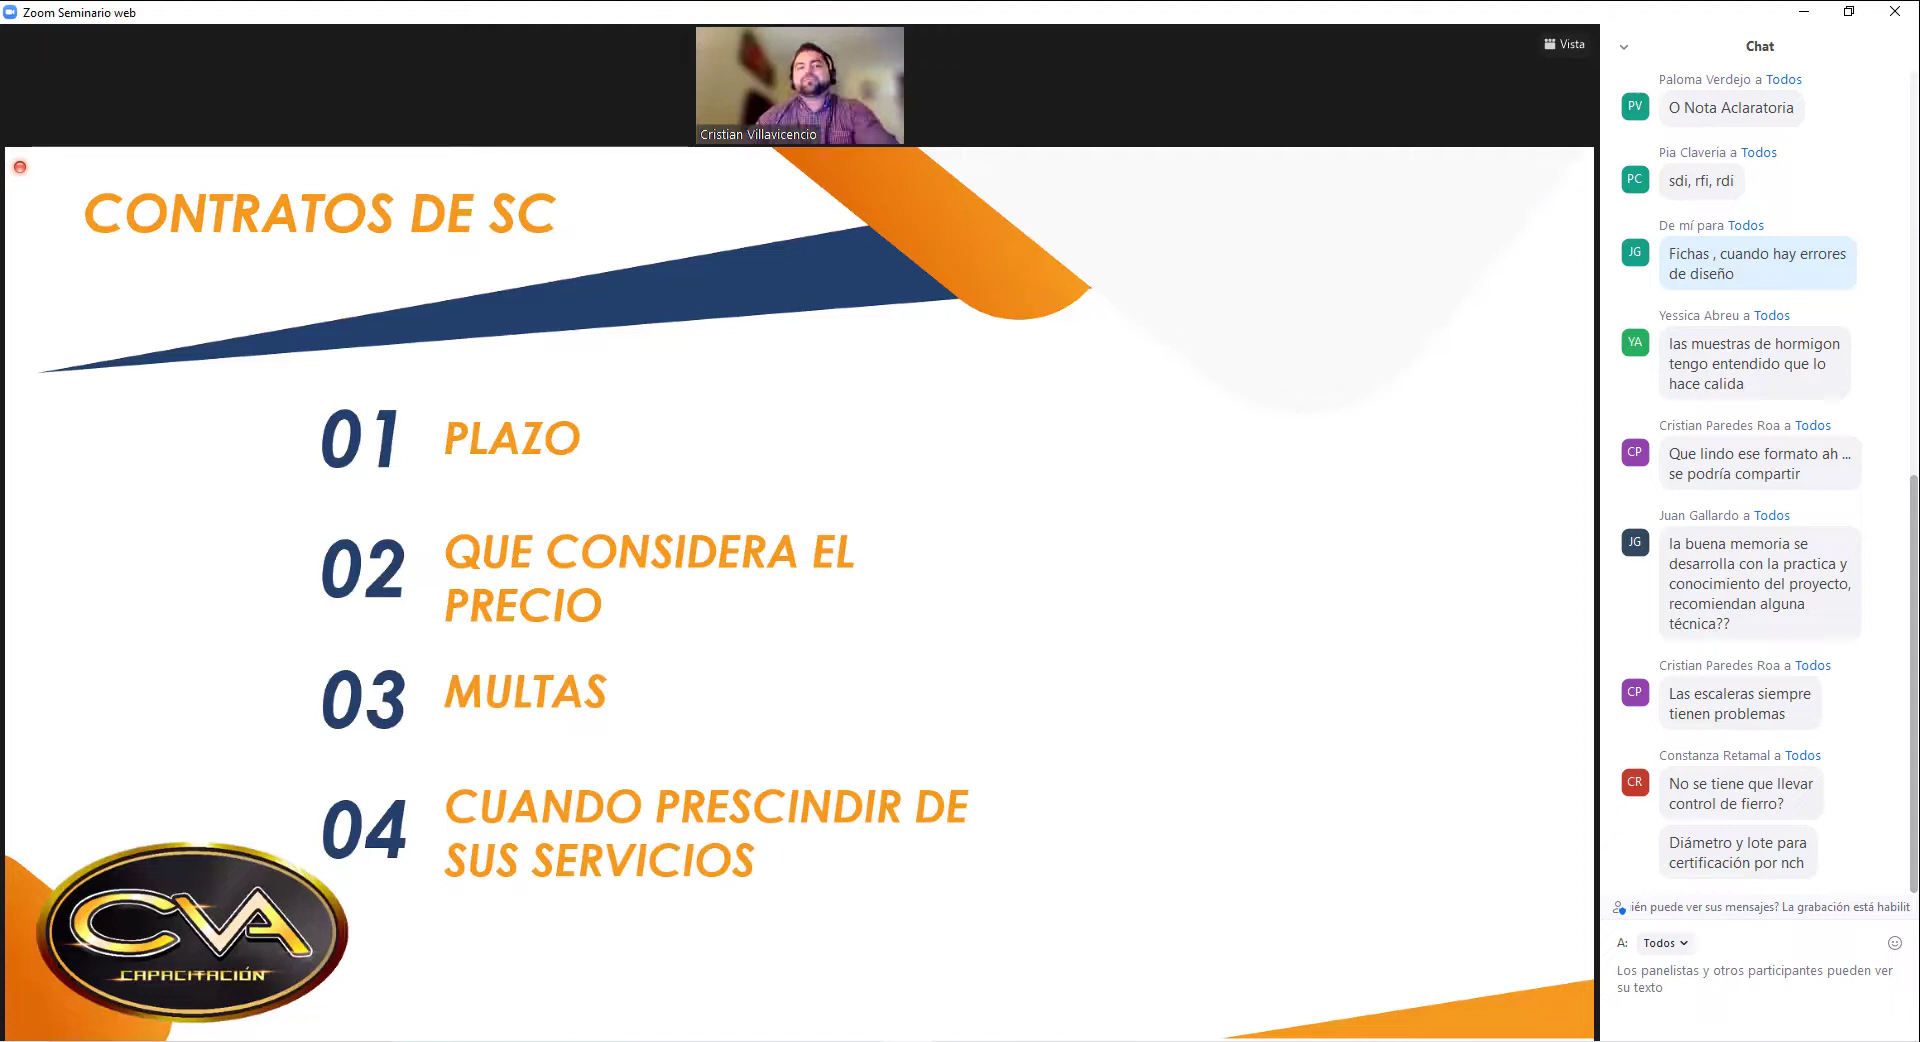 Zoom Seminario web
Vista
Cristian Villavicencio
CONTRATOS DE SC
01 PLAZO
02 QUE CONSIDERA EL
PRECIO
03 MULTAS
04 CUANDO PRESCINDIR DE
SUS SERVICIOS
CVA
CAPACITACIÓN
Chat
Paloma Verdejo a Todos
PV
O Nota Aclaratoria
Pia Claveria a Todos
PC
sdi, rfi, rdi
De mí para Todos
JG
Fichas , cuando hay errores
de diseño
Yessica Abreu a Todos
YA
las muestras de hormigon
tengo entendido que lo
hace calida
Cristian Paredes Roa a Todos
CP
Que lindo ese formato ah ...
se podría compartir
Juan Gallardo a Todos
JG
la buena memoria se
desarrolla con la practica y
conocimiento del proyecto,
recomiendan alguna
técnica??
Cristian Paredes Roa a Todos
CP
Las escaleras siempre
tienen problemas
Constanza Retamal a Todos
CR
No se tiene que llevar
control de fierro?
Diámetro y lote para
certificación por nch
ién puede ver sus mensajes? La grabación está habilit
A: Todos
Los panelistas y otros participantes pueden ver
su texto